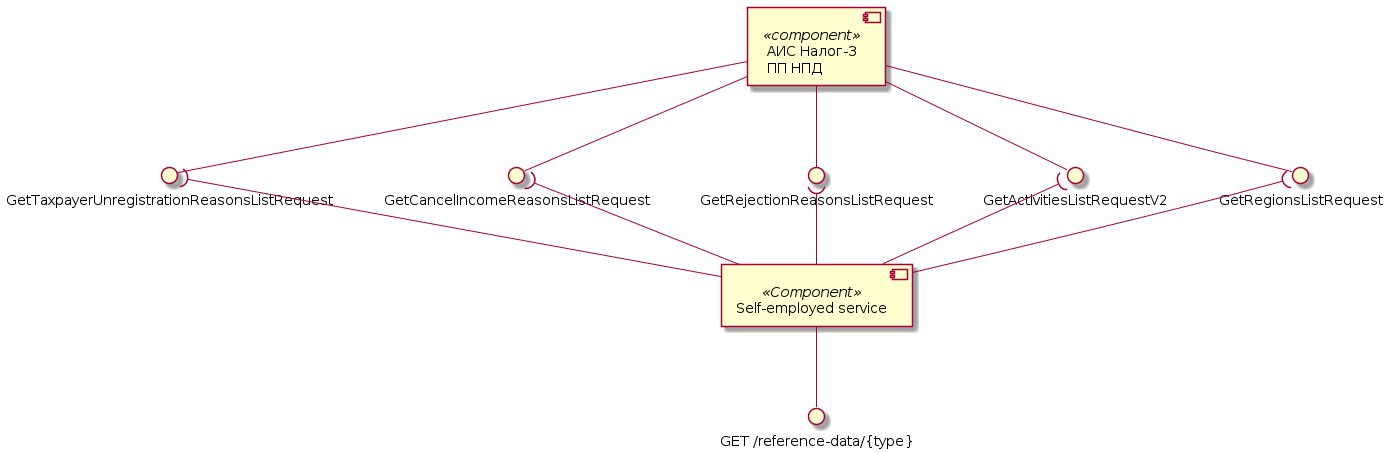 «component»
АИС Налог-3
ПП НПД
GetTaxpayerUnregistrationReasonsListRequest
GetCancelIncomeReasonsListRequest
GetRejectionReasonsListRequest
GetActivitiesListRequestV2
GetRegionsListRequest
«Component»
Self-employed service
GET /reference-data/{type}